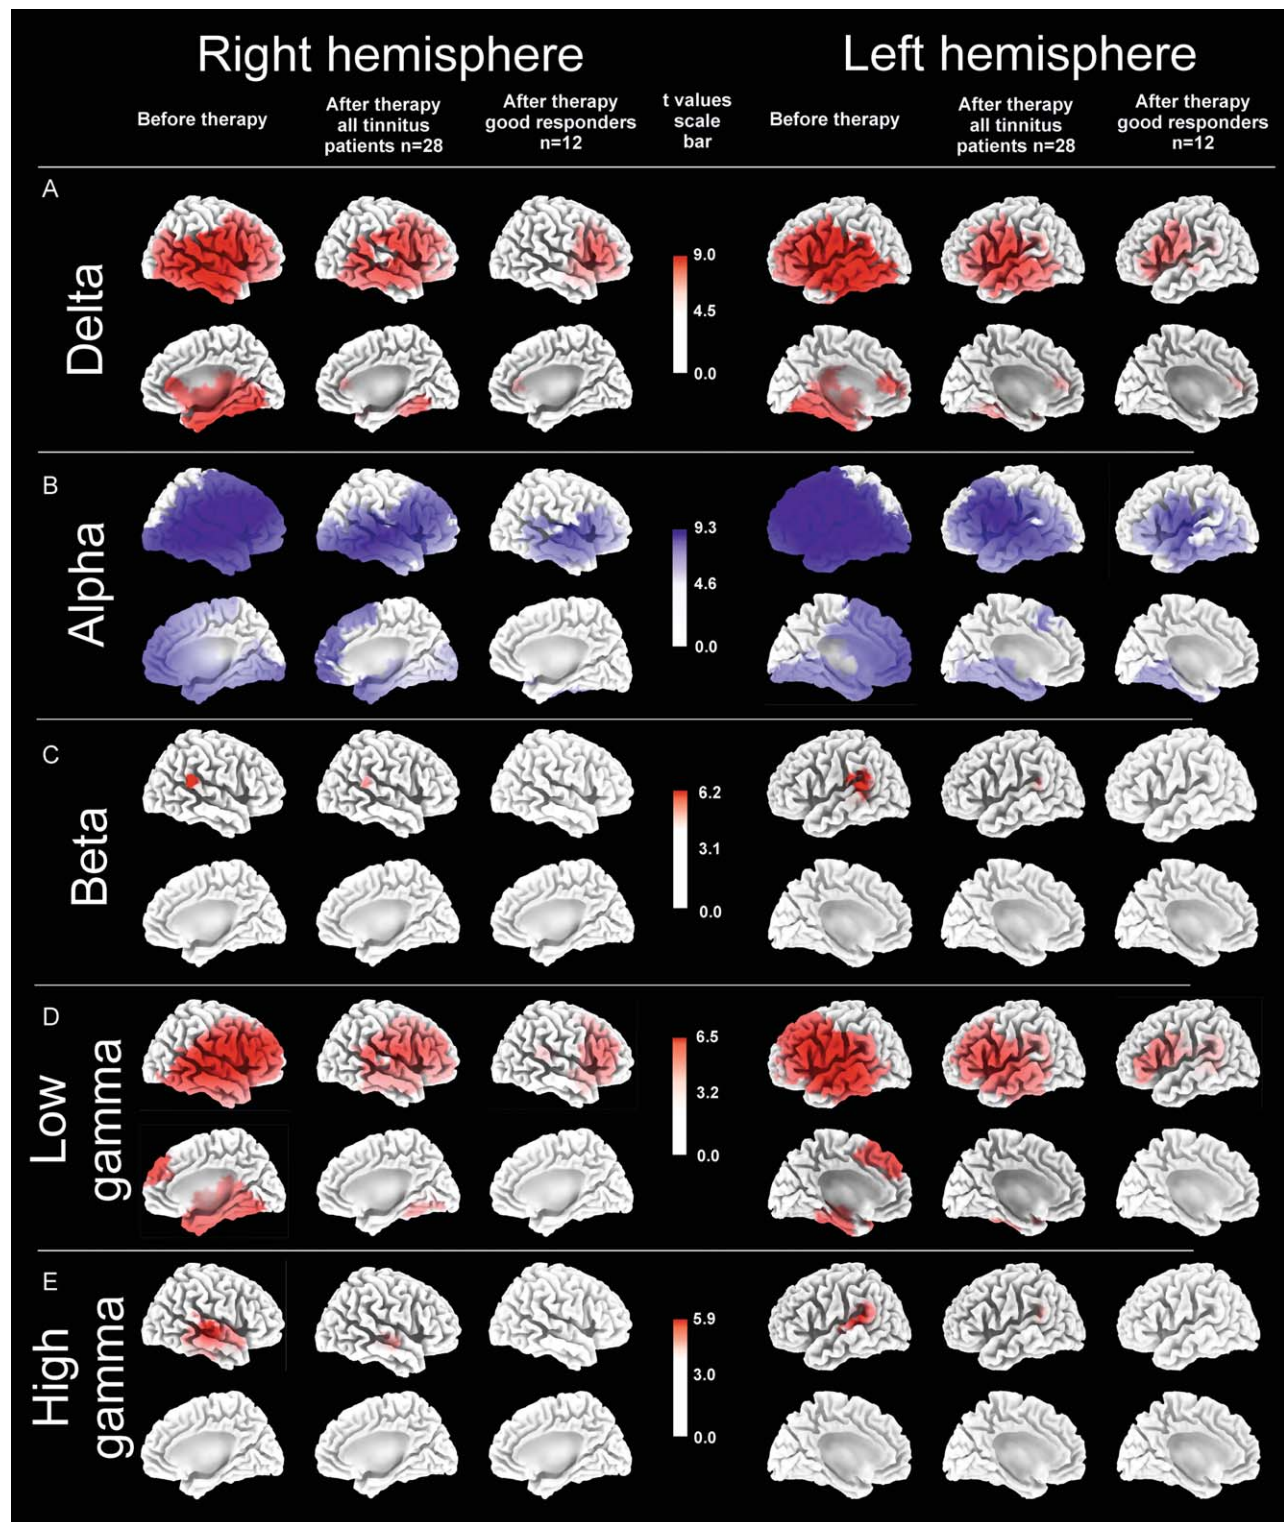 Right hemisphere
Left hemisphere
Before therapy
After therapy
all tinnitus
patients n=28
After therapy
good responders
n=12
t values
scale
bar
Before therapy
After therapy
all tinnitus
patients n=28
After therapy
good responders
n=12
A
Delta
9.0
4.5
0.0
B
Alpha
9.3
4.6
0.0
C
Beta
6.2
3.1
0.0
D
Low
gamma
6.5
3.2
0.0
E
High
gamma
5.9
3.0
0.0